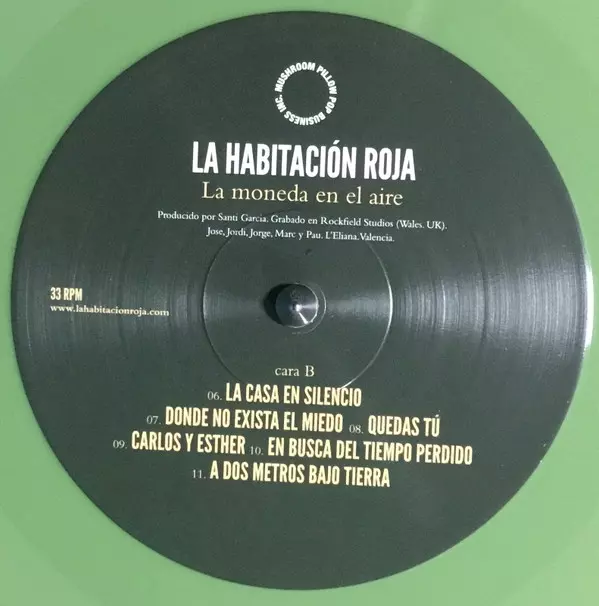 MUSHROOM PILLOW POP BUSINESS INC.
LA HABITACIÓN ROJA
La moneda en el aire
Producido por Santi Garcia. Grabado en Rockfield Studios (Wales. UK).
Jose, Jordi, Jorge, Marc y Pau. L'Eliana. Valencia.
33 RPM
www.lahabitacionroja.com
cara B
06. LA CASA EN SILENCIO
07. DONDE NO EXISTA EL MIEDO 08. QUEDAS TÚ
09. CARLOS Y ESTHER 10. EN BUSCA DEL TIEMPO PERDIDO
11. A DOS METROS BAJO TIERRA